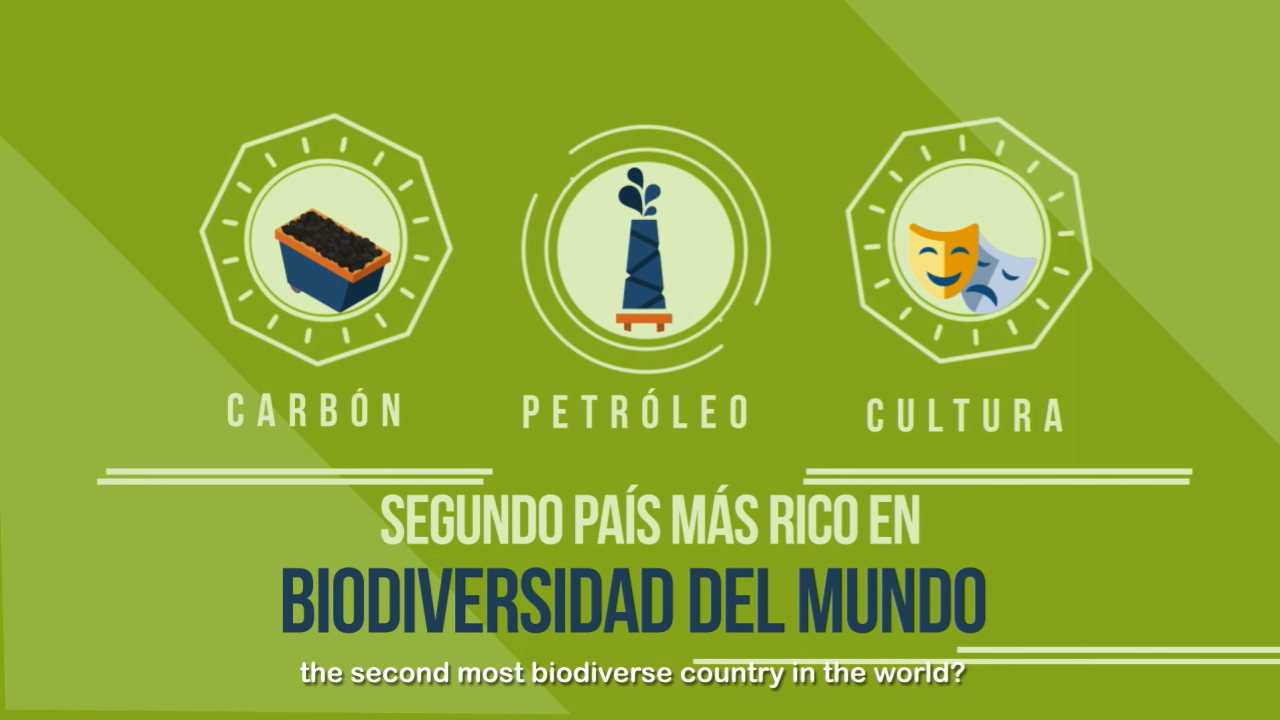 CARBÓN
PETRÓLEO
CULTURA
SEGUNDO PAÍS MÁS RICO EN
BIODIVERSIDAD DEL MUNDO
the second most biodiverse country in the world?